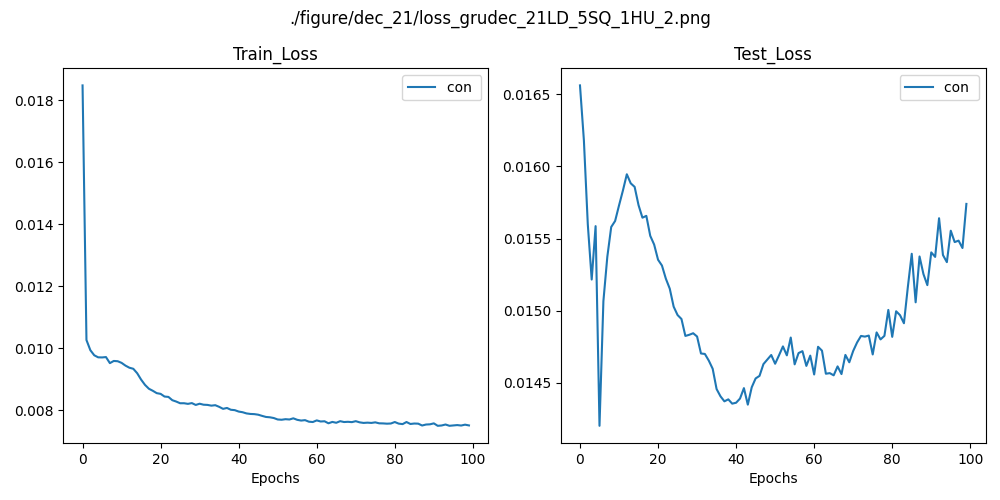 ./figure/dec_21/loss_grudec_21LD_5SQ_1HU_2.png
Train_Loss
con
0.018
0.016
0.014
0.012
0.010
0.008
0 20 40 60 80 100
Epochs
Test_Loss
con
0.0165
0.0160
0.0155
0.0150
0.0145
0 20 40 60 80 100
Epochs